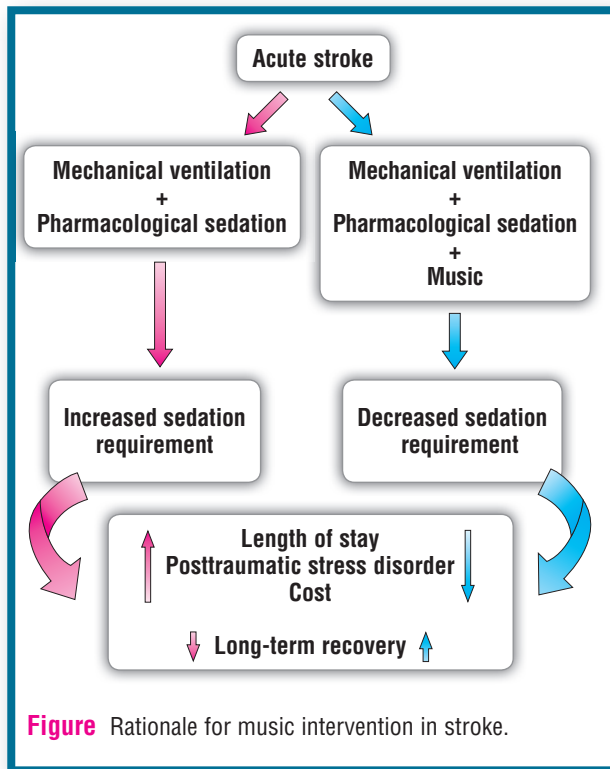 Acute stroke
Mechanical ventilation
+
Pharmacological sedation
Mechanical ventilation
+
Pharmacological sedation
+
Music
Increased sedation
requirement
Decreased sedation
requirement
Length of stay
Posttraumatic stress disorder
Cost
Long-term recovery
Figure Rationale for music intervention in stroke.